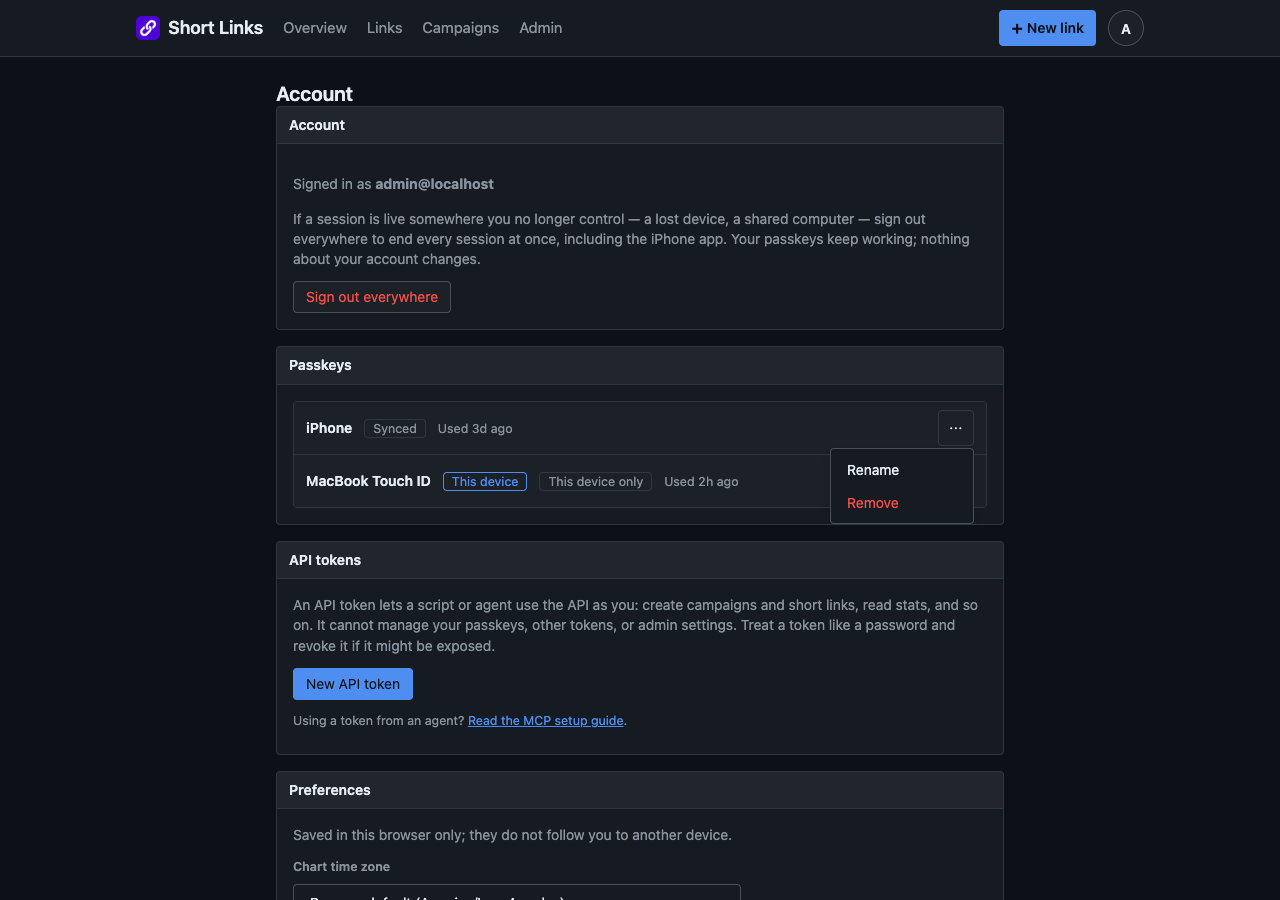 Short Links Overview Links Campaigns Admin + New link A
Account
Account
Signed in as admin@localhost
If a session is live somewhere you no longer control — a lost device, a shared computer — sign out
everywhere to end every session at once, including the iPhone app. Your passkeys keep working; nothing
about your account changes.
Sign out everywhere
Passkeys
iPhone Synced Used 3d ago ...
MacBook Touch ID This device This device only Used 2h ago
Rename
Remove
API tokens
An API token lets a script or agent use the API as you: create campaigns and short links, read stats, and so
on. It cannot manage your passkeys, other tokens, or admin settings. Treat a token like a password and
revoke it if it might be exposed.
New API token
Using a token from an agent? Read the MCP setup guide.
Preferences
Saved in this browser only; they do not follow you to another device.
Chart time zone